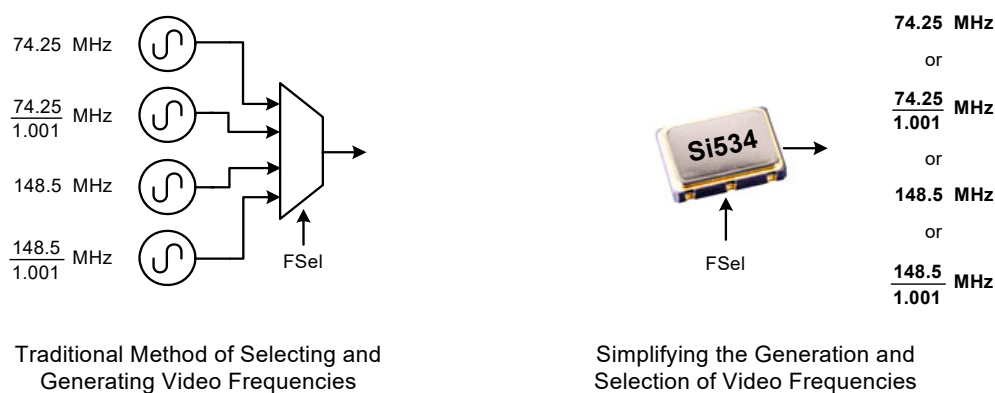 74.25 MHz
74.25
1.001 MHz
148.5 MHz
148.5
1.001 MHz
FSel
Traditional Method of Selecting and
Generating Video Frequencies
Si534
FSel
74.25 MHz
or
74.25
1.001 MHz
or
148.5 MHz
or
148.5
1.001 MHz
Simplifying the Generation and
Selection of Video Frequencies